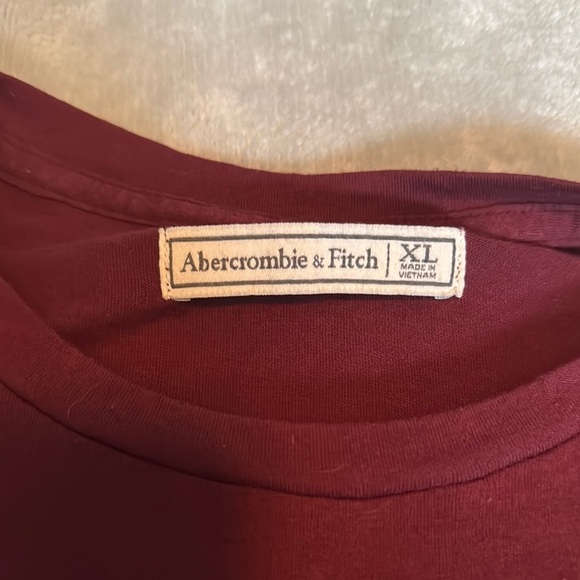 Abercrombie & Fitch | XL
MADE IN
VIETNAM